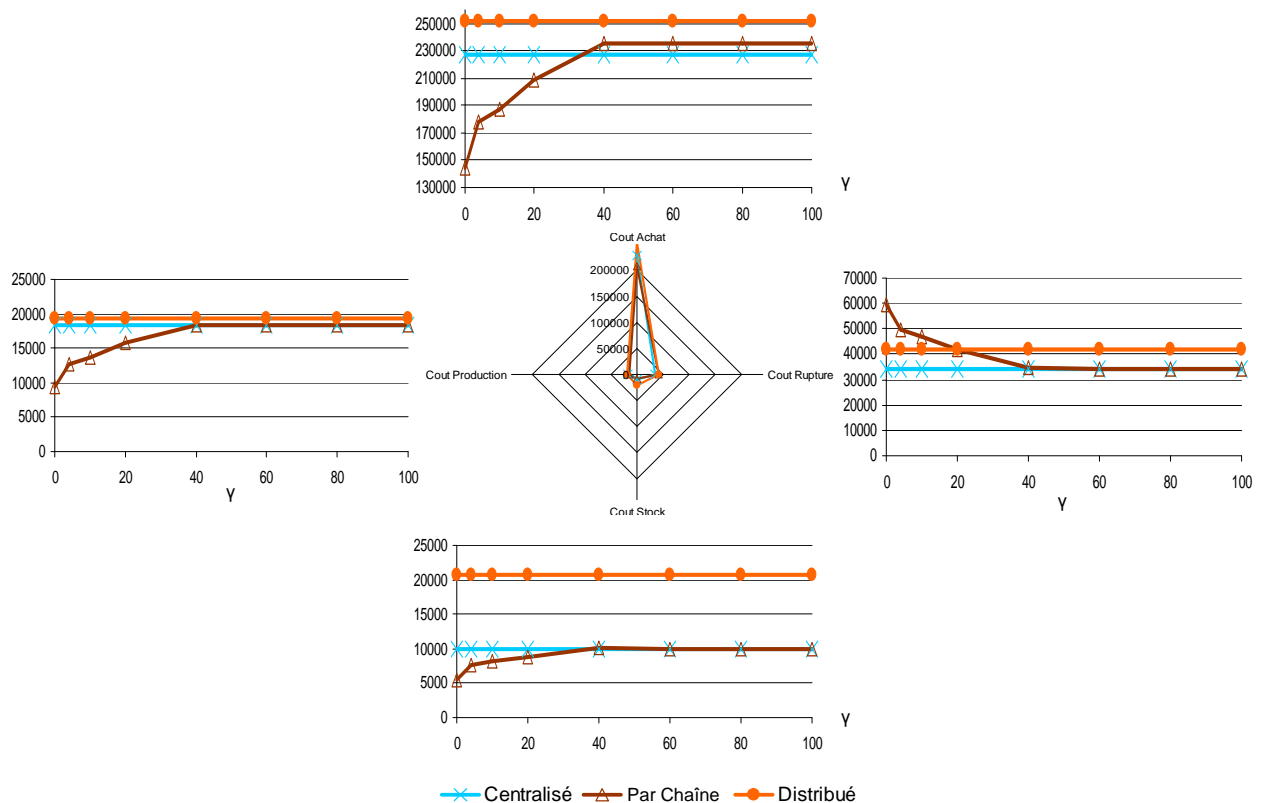 250000
230000
210000
190000
170000
150000
130000
0 20 40 60 80 100
γ
25000
20000
15000
10000
5000
0
0 20 40 60 80 100
γ
Cout Achat
200000
150000
100000
50000
0
Cout Production
Cout Rupture
Cout Stock
70000
60000
50000
40000
30000
20000
10000
0
0 20 40 60 80 100
γ
25000
20000
15000
10000
5000
0
0 20 40 60 80 100
γ
Centralisé Par Chaîne Distribué